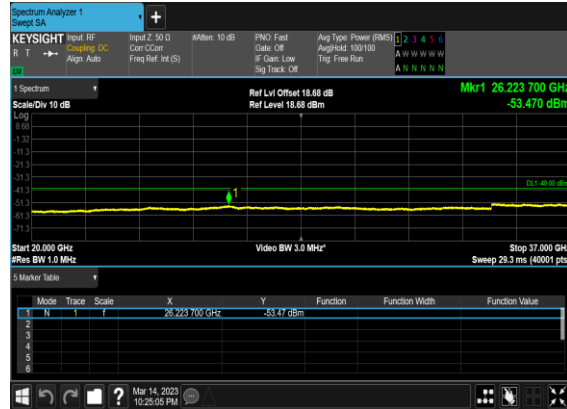 Spectrum Analyzer 1
Swept SA
+
KEYSIGHT
R T
LXI
Input: RF
Coupling: DC
Align: Auto
Input Z: 50 Ω
Corr CCorr
Freq Ref: Int (S)
#Atten: 10 dB
PNO: Fast
Gate: Off
IF Gain: Low
Sig Track: Off
Avg Type: Power (RMS)
Avg|Hold: 100/100
Trig: Free Run
1 2 3 4 5 6
A W W W W W
A N N N N N
1 Spectrum
Scale/Div 10 dB
Ref Lvl Offset 18.68 dB
Ref Level 18.68 dBm
Mkr1 26.223 700 GHz
-53.470 dBm
Log
8.68
-1.32
-11.3
-21.3
-31.3
-41.3
-51.3
-61.3
-71.3
1
DL1 -40.00 dBm
Start 20.000 GHz
#Res BW 1.0 MHz
Video BW 3.0 MHz*
Stop 37.000 GHz
Sweep 29.3 ms (40001 pts)
5 Marker Table
Mode Trace Scale X Y Function Function Width Function Value
1 N 1 f 26.223 700 GHz -53.47 dBm
2
3
4
5
6
?
Mar 14, 2023
10:25:05 PM